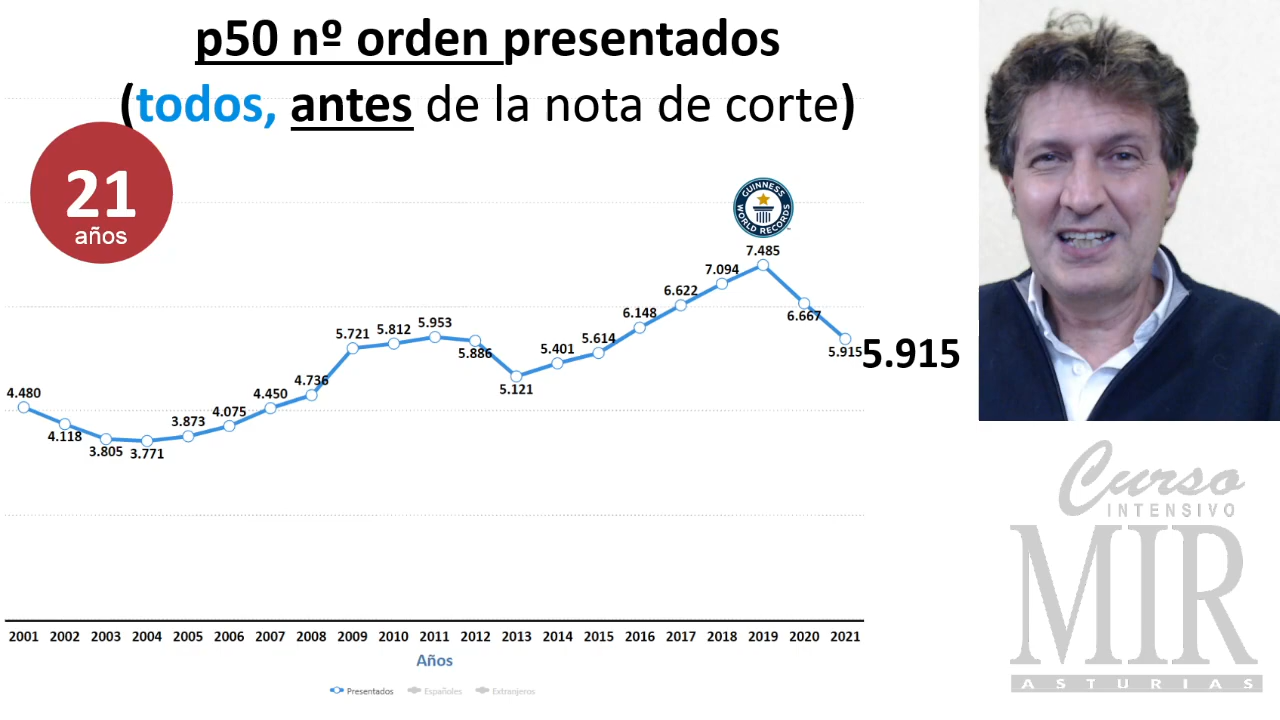 p50 nº orden presentados
(todos, antes de la nota de corte)
21
años
GUINNESS
WORLD RECORDS
4.480
4.118
3.805
3.771
3.873
4.075
4.450
4.736
5.721
5.812
5.953
5.886
5.121
5.401
5.614
6.148
6.622
7.094
7.485
6.667
5.915
5.915
2001 2002 2003 2004 2005 2006 2007 2008 2009 2010 2011 2012 2013 2014 2015 2016 2017 2018 2019 2020 2021
Años
Presentados Españoles Extranjeros
Curso
INTENSIVO
MIR
ASTURIAS